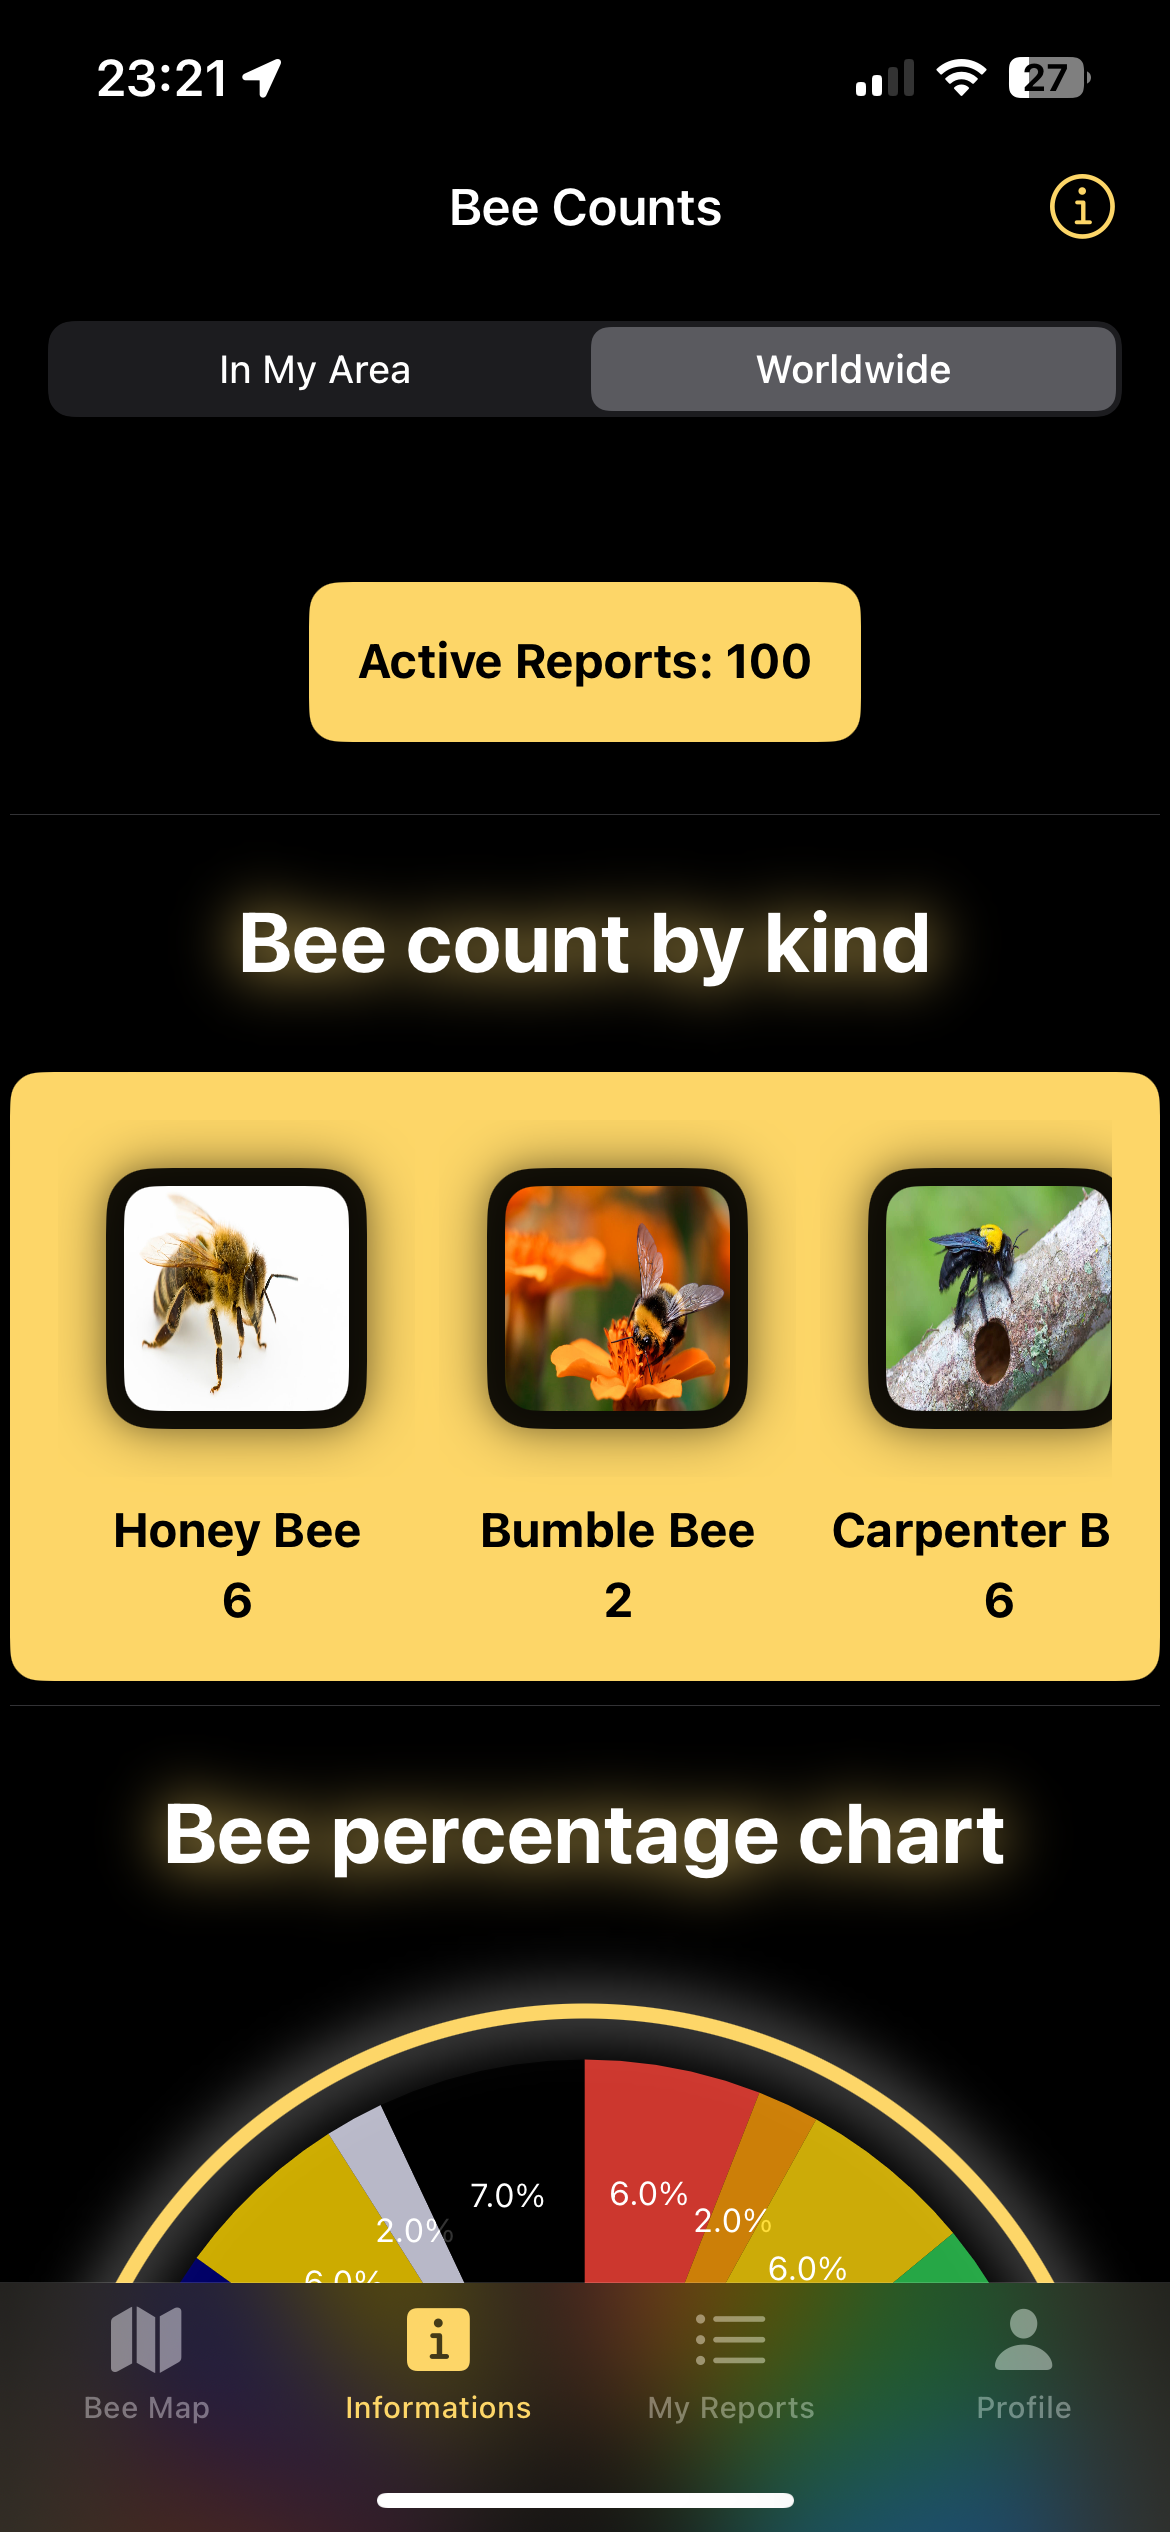 23:21
27
Bee Counts
In My Area
Worldwide
Active Reports: 100
Bee count by kind
Honey Bee
Bumble Bee
Carpenter B
6
2
6
Bee percentage chart
7.0%
6.0%
2.0%
2.0%
6.0%
6.0%
Bee Map
Informations
My Reports
Profile